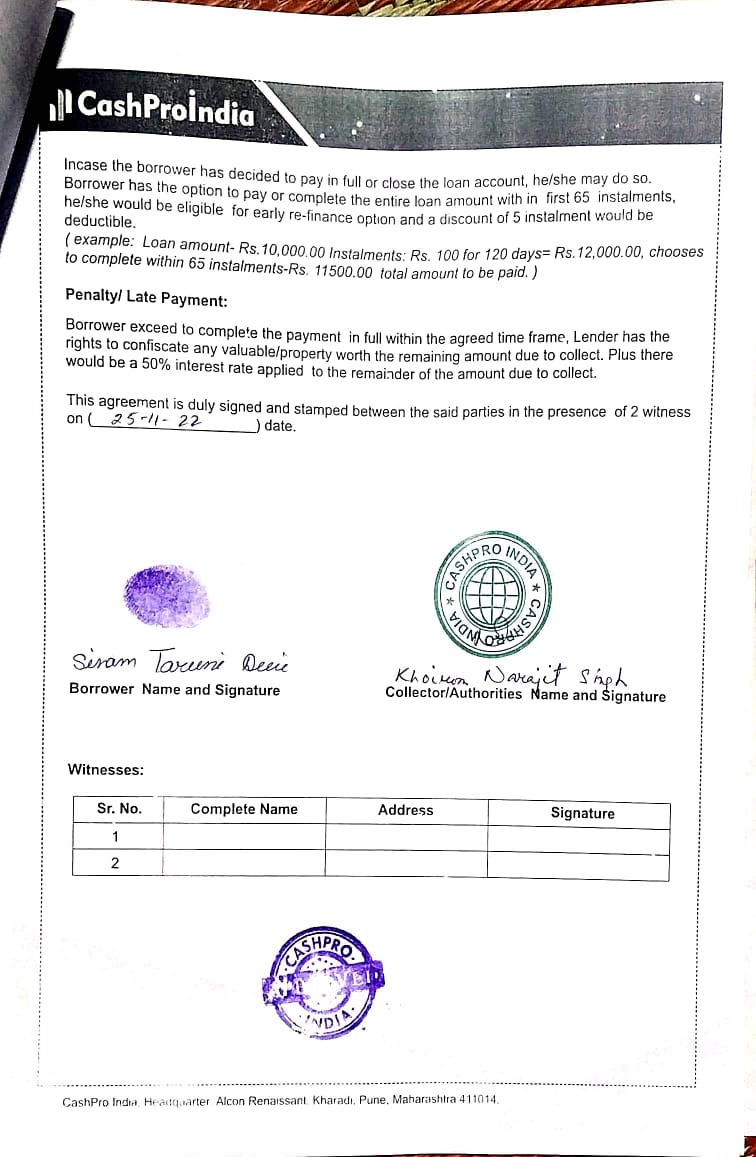 CashProIndia
Incase the borrower has decided to pay in full or close the loan account, he/she may do so.
Borrower has the option to pay or complete the entire loan amount with in first 65 instalments,
he/she would be eligible for early re-finance option and a discount of 5 instalment would be
deductible.
( example: Loan amount- Rs.10,000.00 Instalments: Rs. 100 for 120 days= Rs.12,000.00, chooses
to complete within 65 instalments-Rs. 11500.00 total amount to be paid. )
Penalty/ Late Payment:
Borrower exceed to complete the payment in full within the agreed time frame, Lender has the
rights to confiscate any valuable/property worth the remaining amount due to collect. Plus there
would be a 50% interest rate applied to the remainder of the amount due to collect.
This agreement is duly signed and stamped between the said parties in the presence of 2 witness
on ( 25-11-22 ) date.
CASHPRO INDIA ★ CASHPRO INDIA ★
Narajit
Borrower Name and Signature
Collector/Authorities Name and Signature
Witnesses:
Sr. No. Complete Name Address Signature
1
2
CASHPRO
INDIA
CashPro India, Headquarter Alcon Renaissant, Kharadi, Pune, Maharashtra 411014.